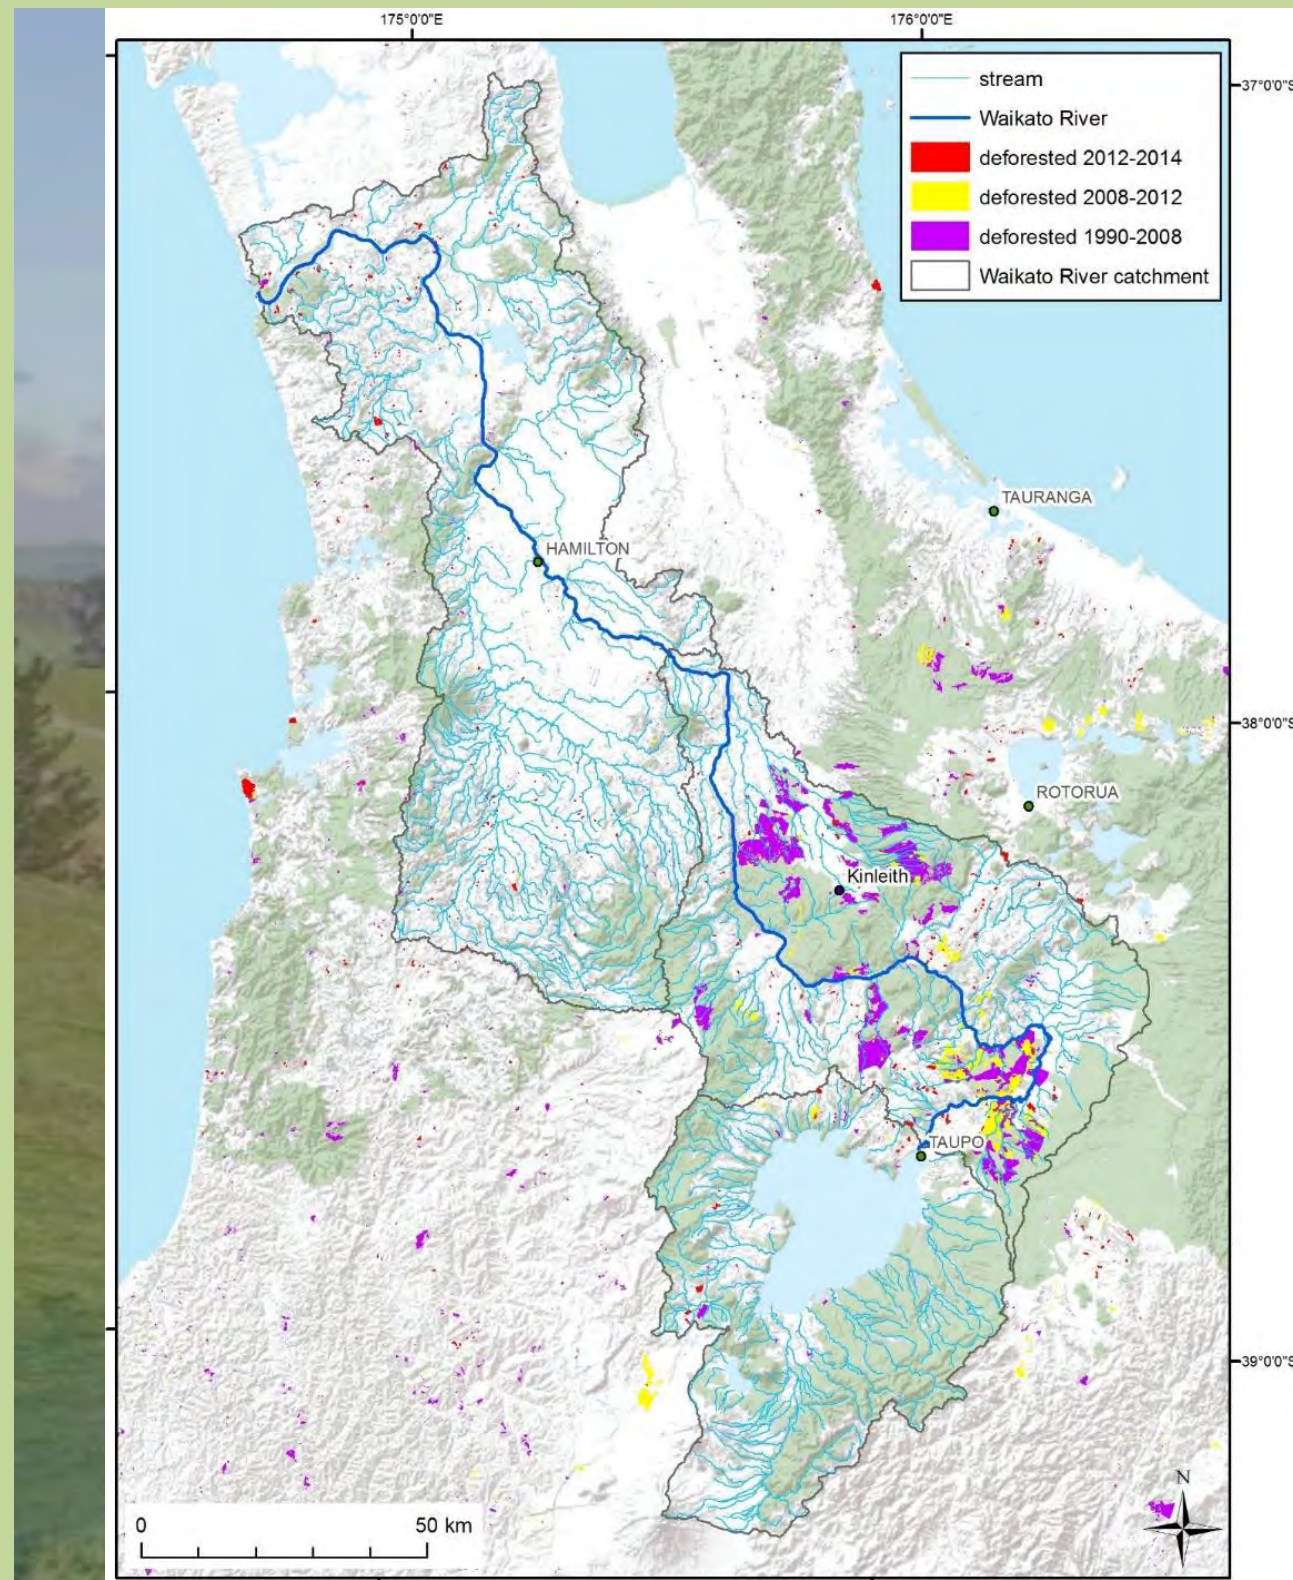 175°0'0"E
176°0'0"E
stream
Waikato River
deforested 2012-2014
deforested 2008-2012
deforested 1990-2008
Waikato River catchment
37°0'0"S
TAURANGA
HAMILTON
38°0'0"S
ROTORUA
Kinleith
TAUPO
39°0'0"S
N
0 50 km